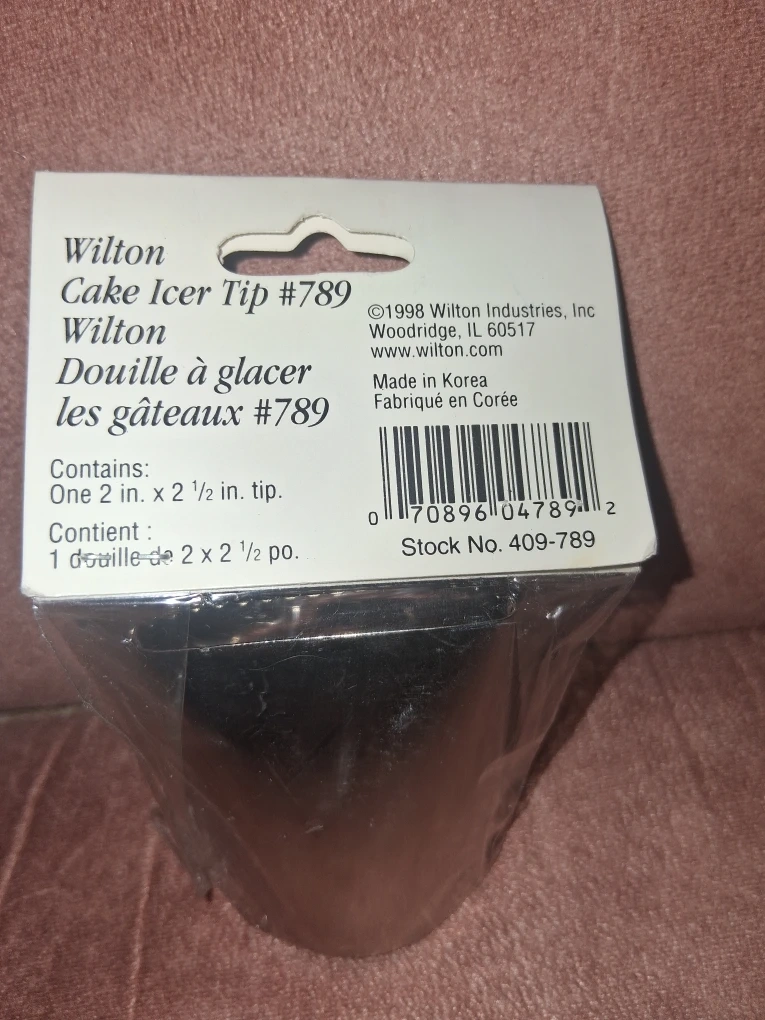 Wilton
Cake Icer Tip #789
Wilton
Douille à glacer
les gâteaux #789
Contains:
One 2 in. x 2 1/2 in. tip.
Contient :
1 douille de 2 x 2 1/2 po.
©1998 Wilton Industries, Inc
Woodridge, IL 60517
www.wilton.com
Made in Korea
Fabriqué en Corée
0 70896 04789 2
Stock No. 409-789